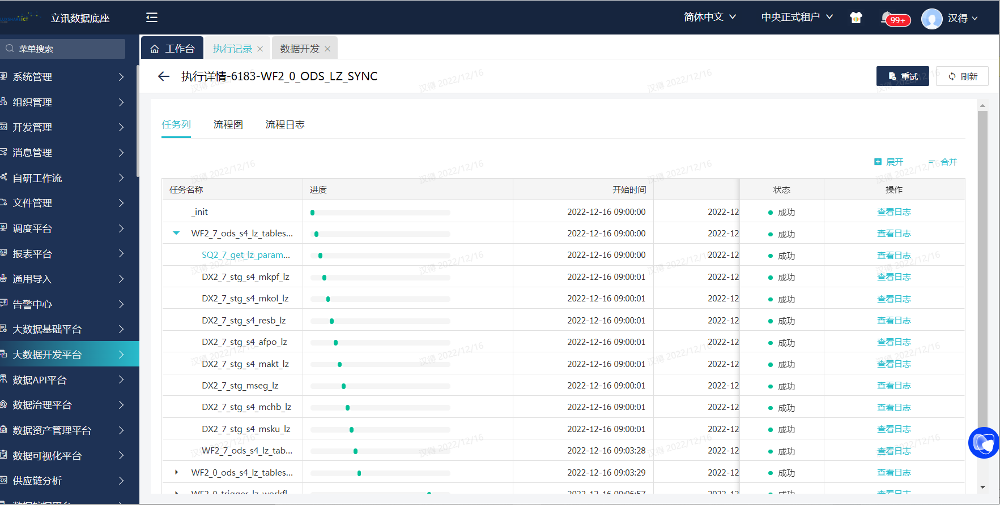 立讯数据底座
简体中文
中央正式租户
99+
汉得
菜单搜索
工作台
执行记录
数据开发
执行详情-6183-WF2_0_ODS_LZ_SYNC
重试
刷新
系统管理
组织管理
开发管理
消息管理
自研工作流
文件管理
调度平台
报表平台
通用导入
告警中心
大数据基础平台
大数据开发平台
数据API平台
数据治理平台
数据资产管理平台
数据可视化平台
供应链分析
任务列 流程图 流程日志
展开 合并
任务名称 进度 开始时间 状态 操作
_init 2022-12-16 09:00:00 2022-12 成功 查看日志
WF2_7_ods_s4_lz_tables... 2022-12-16 09:00:00 2022-12 成功 查看日志
SQ2_7_get_lz_param... 2022-12-16 09:00:00 2022-12 成功 查看日志
DX2_7_stg_s4_mkpf_lz 2022-12-16 09:00:01 2022-12 成功 查看日志
DX2_7_stg_s4_mkol_lz 2022-12-16 09:00:01 2022-12 成功 查看日志
DX2_7_stg_s4_resb_lz 2022-12-16 09:00:01 2022-12 成功 查看日志
DX2_7_stg_s4_afpo_lz 2022-12-16 09:00:01 2022-12 成功 查看日志
DX2_7_stg_s4_makt_lz 2022-12-16 09:00:01 2022-12 成功 查看日志
DX2_7_stg_mseg_lz 2022-12-16 09:00:01 2022-12 成功 查看日志
DX2_7_stg_s4_mchb_lz 2022-12-16 09:00:01 2022-12 成功 查看日志
DX2_7_stg_s4_msku_lz 2022-12-16 09:00:01 2022-12 成功 查看日志
WF2_7_ods_s4_lz_tab... 2022-12-16 09:03:28 2022-12 成功 查看日志
WF2_0_ods_s4_lz_tables... 2022-12-16 09:03:29 2022-12 成功 查看日志
汉得 2022/12/16